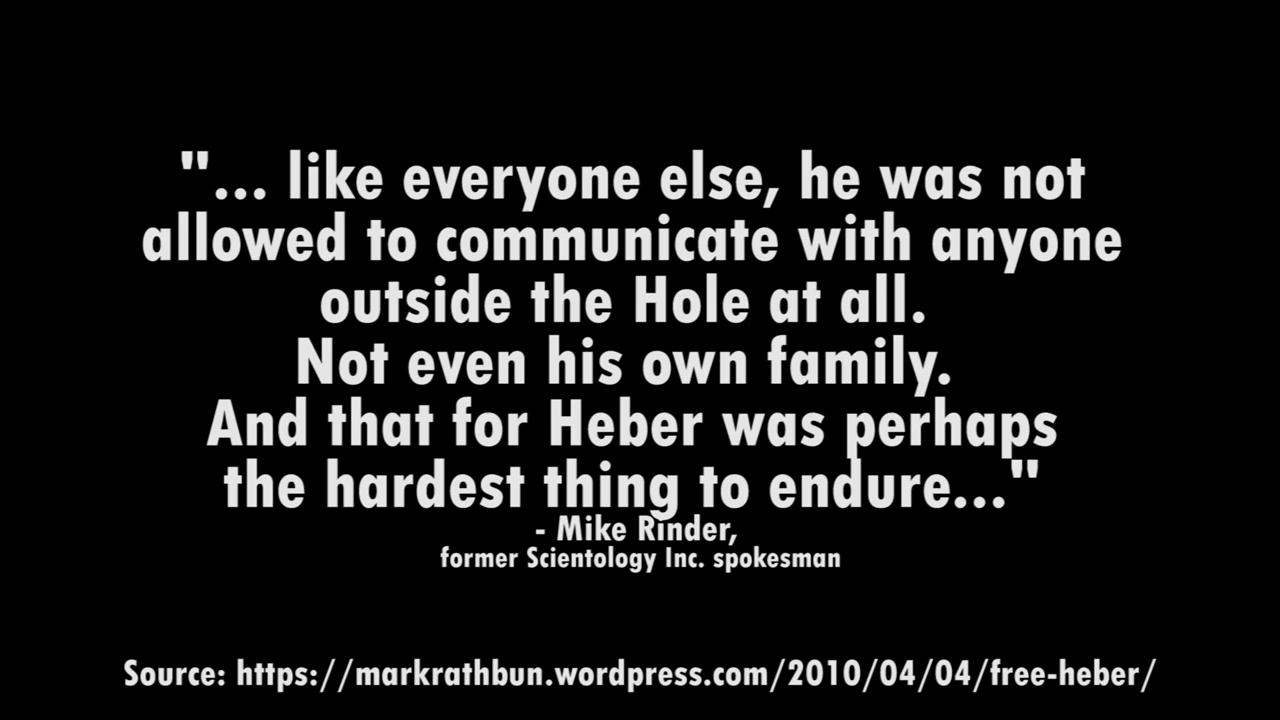 "... like everyone else, he was not
allowed to communicate with anyone
outside the Hole at all.
Not even his own family.
And that for Heber was perhaps
the hardest thing to endure..."
- Mike Rinder,
former Scientology Inc. spokesman
Source: https://markrathbun.wordpress.com/2010/04/04/free-heber/